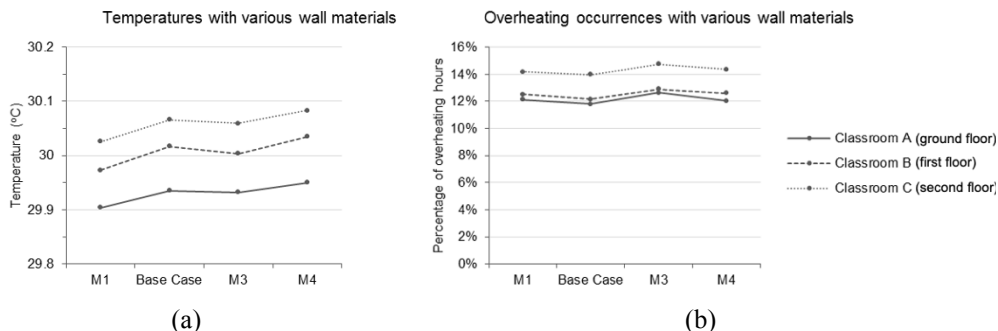 Temperatures with various wall materials
Overheating occurrences with various wall materials
30.2
30.1
30
29.9
29.8
Temperature (ºC)
M1
Base Case
M3
M4
16%
14%
12%
10%
8%
6%
4%
2%
0%
Percentage of overheating hours
M1
Base Case
M3
M4
Classroom A (ground floor)
Classroom B (first floor)
Classroom C (second floor)
(a)
(b)